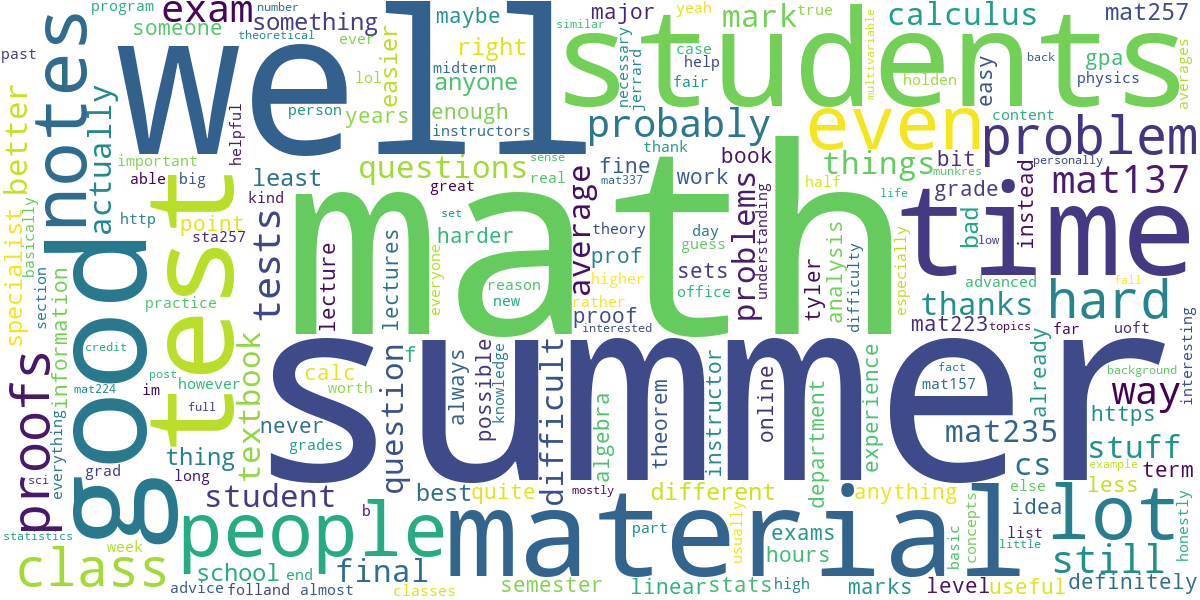 program
number
exam
something
maybe
similar
yeah
major
mark
true
calculus
mat257
someone
theoretical
ever
past
notes
well
easier
right
midterm
anyone
students
necessary
jerrard
case
help
fair
multivariable
holden
easy
gpa
back
physics
averages
person
years
enough
instructors
probably
even
content
problem
better
actually
helpful
important
questions
thank
sense
real
fine
book
work
things
bit
personally
munkres
able
big
least
kind
great
mat337
half
life
grade
instead
mat137
specialist
basically
http
good
test
point
sta257
tests
lecture
lectures
math
harder
everyone
set
average
theory
prof
day
guess
problems
understanding
tyler
analysis
difficulty
especially
time
bad
low
section
information
practice
reason
new
higher
rather
proof
interested
sets
office
advanced
fall
thanks
hard
mat223
topics
far
uoft
interesting
proofs
credit
post
however
mat224
im
full
textbook
summer
calc
worth
f
question
always
possible
knowledge
difficult
algebra
theorem
instructor
online
department
experience
fact
mat157
already
background
way
https
everything
thing
never
grades
mat235
stuff
sci
grad
long
student
best
quite
mostly
different
anything
cs
example
term
less
statistics
people
material
b
part
usually
exams
hours
basic
concepts
else
idea
list
little
lot
still
honestly
class
week
school
end
final
advice
folland
almost
classes
semester
linear
stats
high
marks
level
useful
definitely